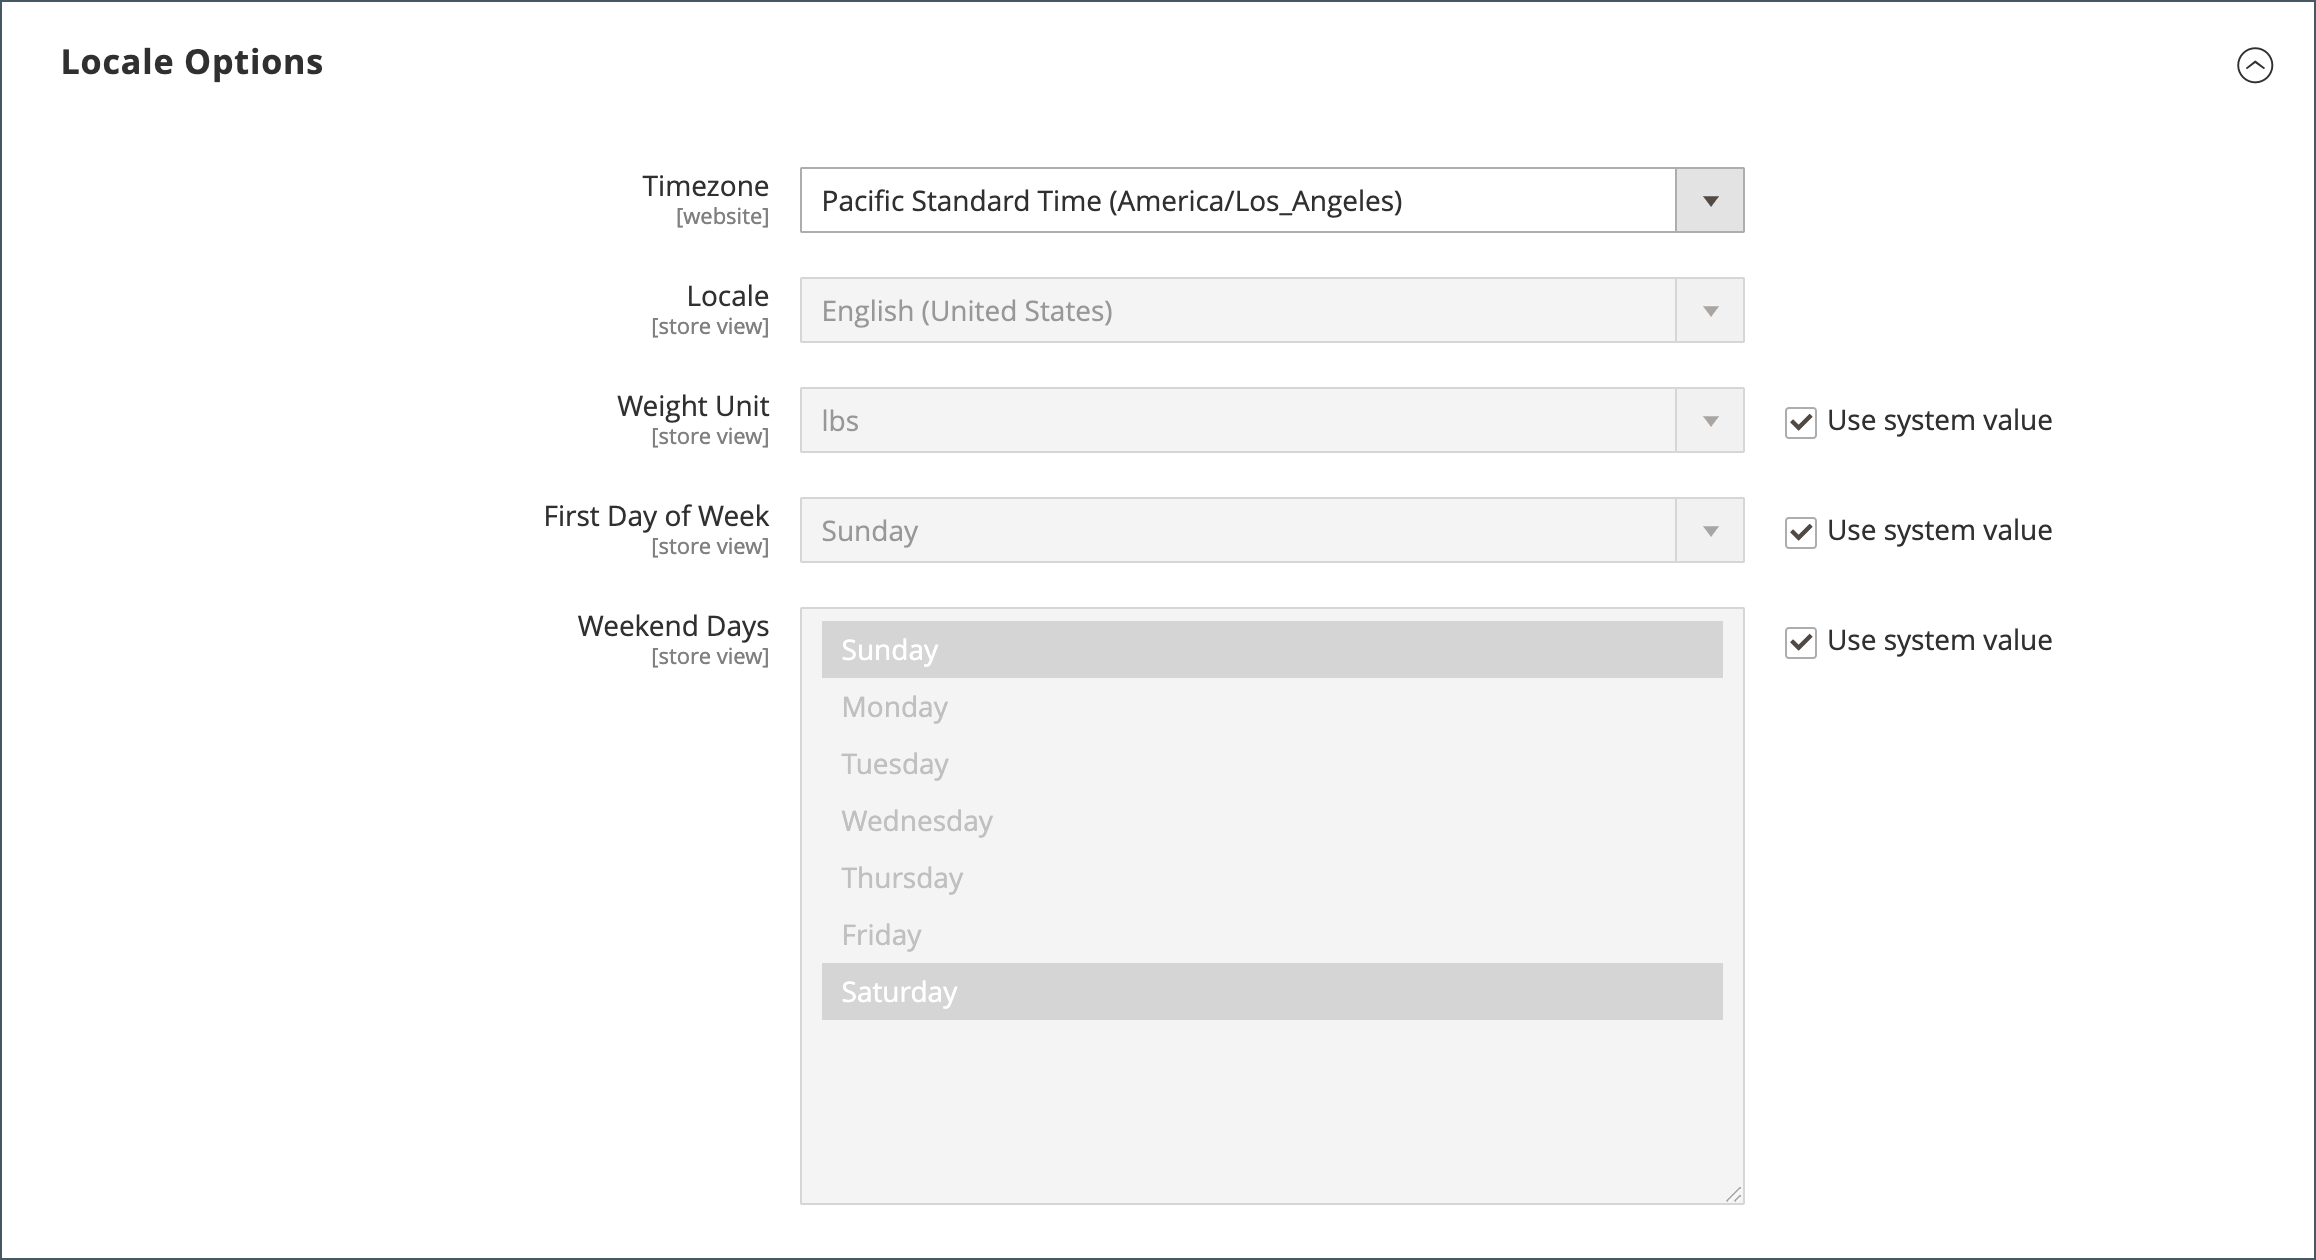 Locale Options
Timezone
[website]
Pacific Standard Time (America/Los_Angeles)
Locale
[store view]
English (United States)
Weight Unit
[store view]
lbs
Use system value
First Day of Week
[store view]
Sunday
Use system value
Weekend Days
[store view]
Use system value
Sunday
Monday
Tuesday
Wednesday
Thursday
Friday
Saturday